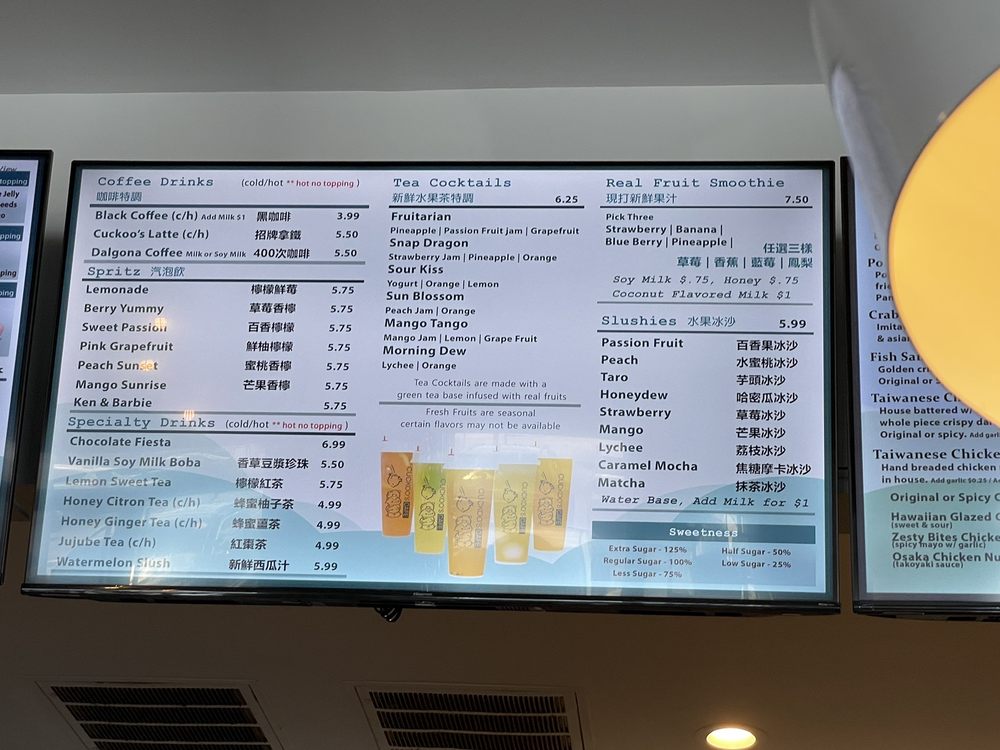 Coffee Drinks (cold/hot ** hot no topping )
咖啡特調
Black Coffee (c/h) Add Milk $1 黑咖啡 3.99
Cuckoo's Latte (c/h) 招牌拿鐵 5.50
Dalgona Coffee Milk or Soy Milk 400次咖啡 5.50
Spritz 汽泡飲
Lemonade 檸檬鮮莓 5.75
Berry Yummy 草莓香檸 5.75
Sweet Passion 百香檸檬 5.75
Pink Grapefruit 鮮柚檸檬 5.75
Peach Sunset 蜜桃香檸 5.75
Mango Sunrise 芒果香檸 5.75
Ken & Barbie 5.75
Specialty Drinks (cold/hot ** hot no topping )
Chocolate Fiesta 6.99
Vanilla Soy Milk Boba 香草豆漿珍珠 5.50
Lemon Sweet Tea 檸檬紅茶 5.75
Honey Citron Tea (c/h) 蜂蜜柚子茶 4.99
Honey Ginger Tea (c/h) 蜂蜜薑茶 4.99
Jujube Tea (c/h) 紅棗茶 4.99
Watermelon Slush 新鮮西瓜汁 5.99
Tea Cocktails
新鮮水果茶特調 6.25
Fruitarian
Pineapple | Passion Fruit jam | Grapefruit
Snap Dragon
Strawberry Jam | Pineapple | Orange
Sour Kiss
Yogurt | Orange | Lemon
Sun Blossom
Peach Jam | Orange
Mango Tango
Mango Jam | Lemon | Grape Fruit
Morning Dew
Lychee | Orange
Tea Cocktails are made with a
green tea base infused with real fruits
Fresh Fruits are seasonal
certain flavors may not be available
Real Fruit Smoothie
現打新鮮果汁 7.50
Pick Three
Strawberry | Banana |
Blue Berry | Pineapple |
任選三樣
草莓 | 香蕉 | 藍莓 | 鳳梨
Soy Milk $.75, Honey $.75
Coconut Flavored Milk $1
Slushies 水果冰沙 5.99
Passion Fruit 百香果冰沙
Peach 水蜜桃冰沙
Taro 芋頭冰沙
Honeydew 哈密瓜冰沙
Strawberry 草莓冰沙
Mango 芒果冰沙
Lychee 荔枝冰沙
Caramel Mocha 焦糖摩卡冰沙
Matcha 抹茶冰沙
Water Base, Add Milk for $1
Sweetness
Extra Sugar - 125% Half Sugar - 50%
Regular Sugar - 100% Low Sugar - 25%
Less Sugar - 75%
topping
Jelly
topping
Crab
Imita
& asia
Fish
Golden
Original or
Taiwanese
House battered w/
whole piece crispy
Original or spicy. Add
Taiwanese Chicke
Hand breaded chicken
in house. Add garlic $0.25 /
Original or Spicy
Hawaiian Glazed
(sweet & sour)
Zesty Bites Chicke
(spicy mayo w/ garlic)
Osaka Chicken Nu
(takoyaki sauce)